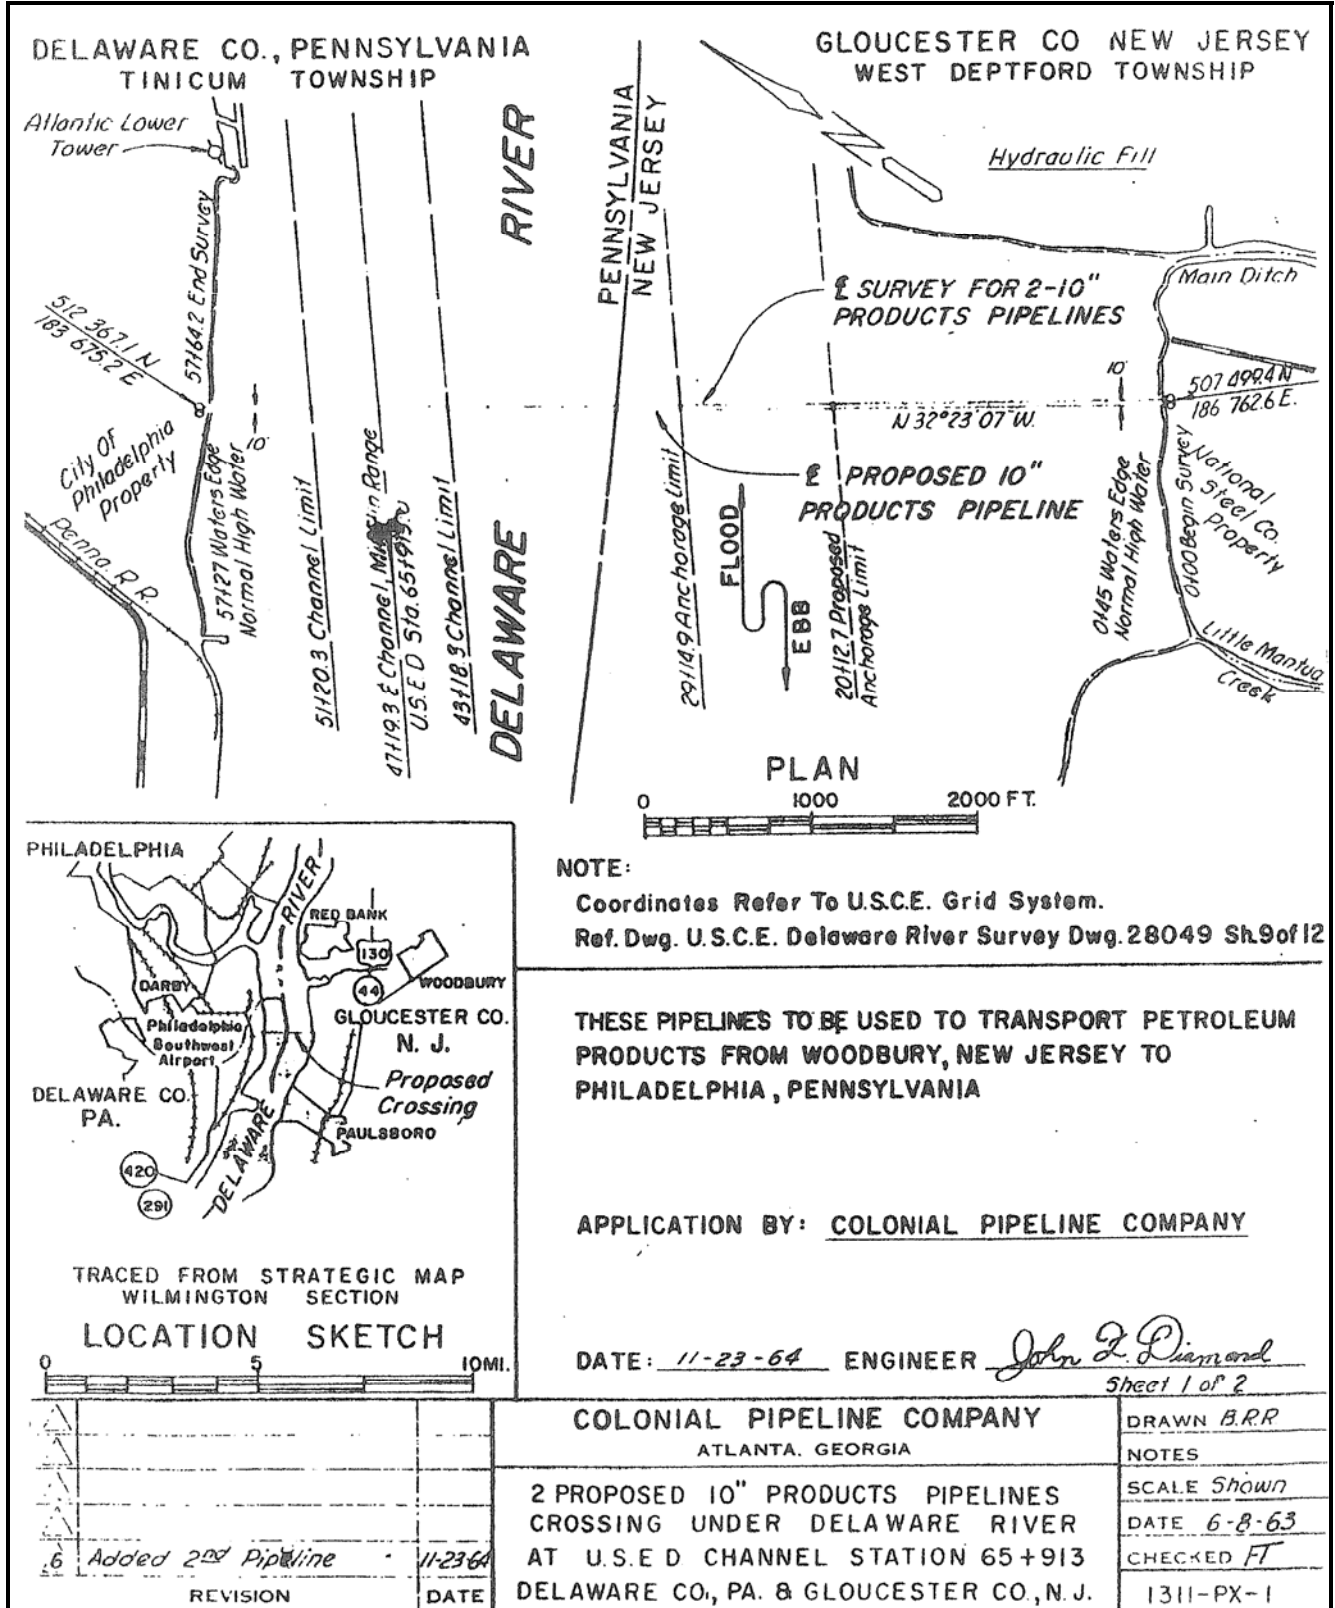 DELAWARE CO., PENNSYLVANIA
TINICUM TOWNSHIP
GLOUCESTER CO NEW JERSEY
WEST DEPTFORD TOWNSHIP
Atlantic Lower
Tower
RIVER
PENNSYLVANIA
NEW JERSEY
Hydraulic Fill
57+64.2 End Survey
Main Ditch
℄ SURVEY FOR 2-10"
PRODUCTS PIPELINES
512 367.1 N
183 675.2 E
10'
10'
507 499.4 N
186 762.6 E.
N 32° 23' 07" W.
City Of
Philadelphia
Property
Penna. R. R.
57+27 Waters Edge
Normal High Water
51+20.3 Channel Limit
47+19.3 ℄ Channel, Range
U.S.E D Sta. 65+913
43+18.3 Channel Limit
DELAWARE
29+14.9 Anchorage Limit
℄ PROPOSED 10"
PRODUCTS PIPELINE
FLOOD
EBB
20+12.7 Proposed
Anchorage Limit
0+45 Waters Edge
Normal High Water
0+00 Begin Survey
National
Steel Co.
Property
Little Mantua
Creek
PLAN
0 1000 2000 FT.
NOTE:
Coordinates Refer To U.S.C.E. Grid System.
Ref. Dwg. U.S.C.E. Delaware River Survey Dwg. 28049 Sh. 9 of 12
PHILADELPHIA
RIVER
RED BANK
130
44
WOODBURY
DARBY
Philadelphia
Southwest
Airport
GLOUCESTER CO.
N. J.
DELAWARE CO.
PA.
Proposed
Crossing
PAULSBORO
DELAWARE
420
291
TRACED FROM STRATEGIC MAP
WILMINGTON SECTION
LOCATION SKETCH
0 5 10 MI.
THESE PIPELINES TO BE USED TO TRANSPORT PETROLEUM
PRODUCTS FROM WOODBURY, NEW JERSEY TO
PHILADELPHIA, PENNSYLVANIA
APPLICATION BY: COLONIAL PIPELINE COMPANY
DATE: 11-23-64 ENGINEER John F. Diamond
Sheet 1 of 2
COLONIAL PIPELINE COMPANY
ATLANTA. GEORGIA
2 PROPOSED 10" PRODUCTS PIPELINES
CROSSING UNDER DELAWARE RIVER
AT U.S.E D CHANNEL STATION 65+913
DELAWARE CO., PA. & GLOUCESTER CO., N. J.
DRAWN B.R.R
NOTES
SCALE Shown
DATE 6-8-63
CHECKED FT
1311-PX-1
6 Added 2nd Pipeline 11-23-64
REVISION DATE